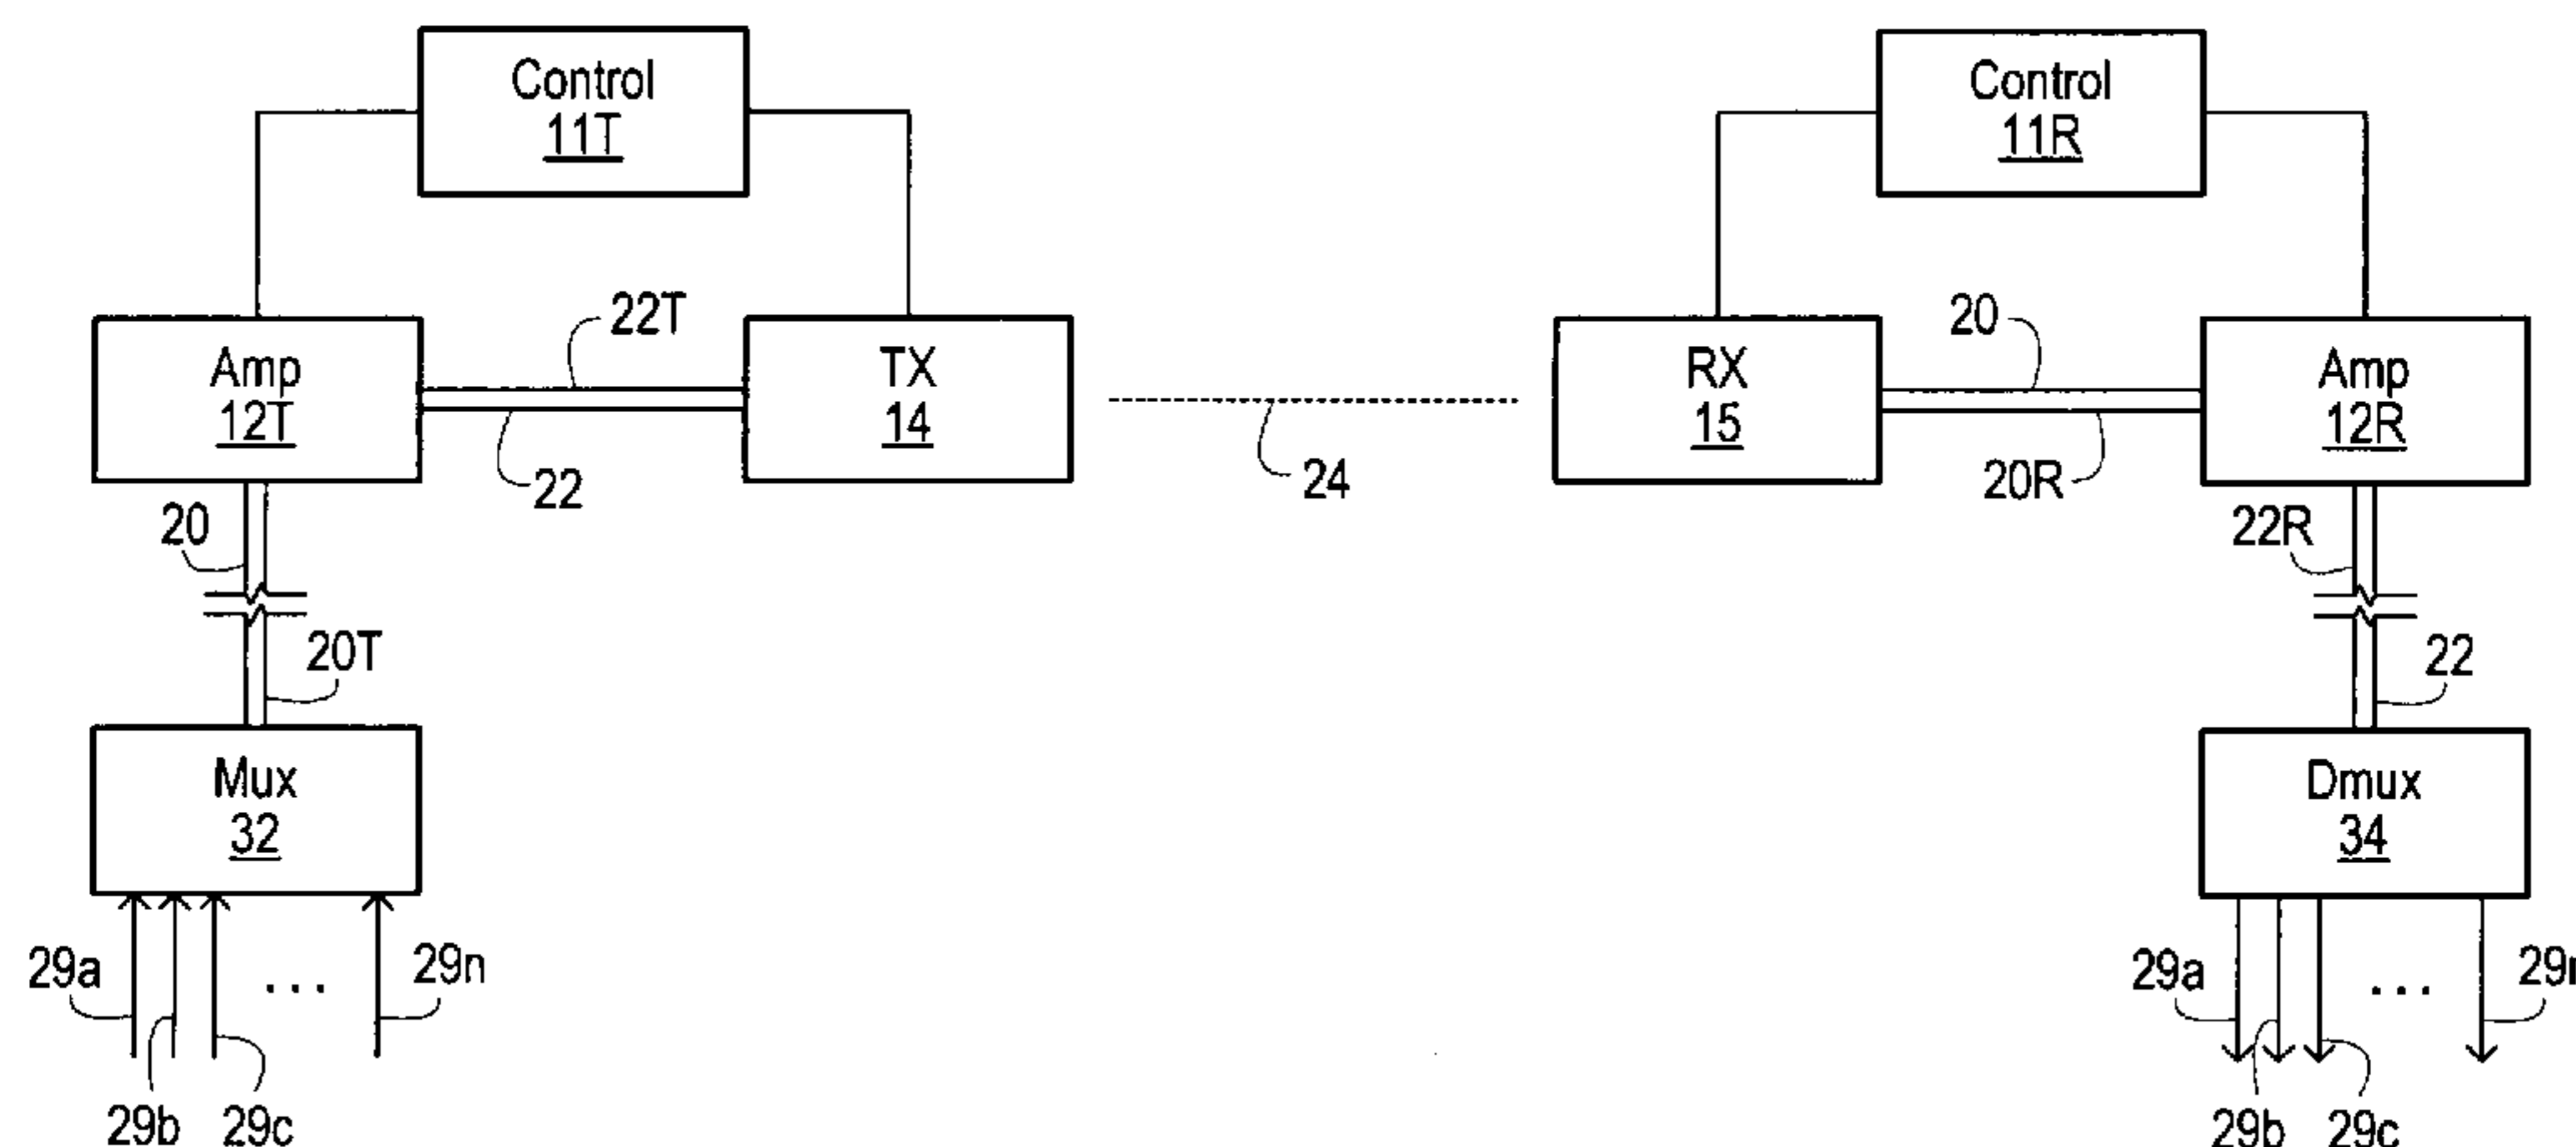 Control
11T
Control
11R
22T
20
Amp
12T
TX
14
RX
15
Amp
12R
22
24
20R
20
22R
20T
22
Mux
32
Dmux
34
29a
...
29n
29a
...
29b
29c
29b
29c